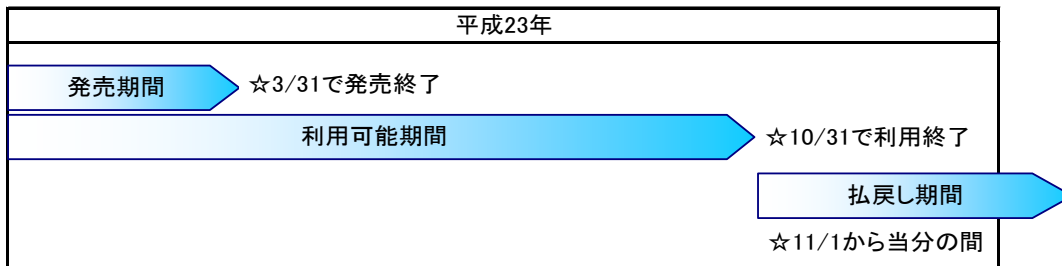 平成23年
発売期間
☆3/31で発売終了
利用可能期間
☆10/31で利用終了
払戻し期間
☆11/1から当分の間